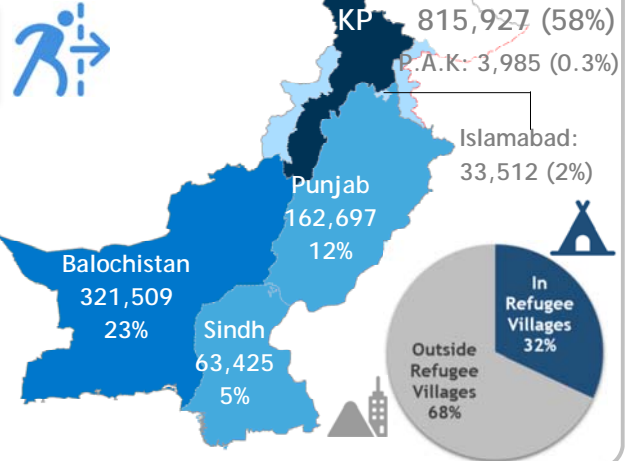 KP 815,927 (58%)
P.A.K: 3,985 (0.3%)
Islamabad:
33,512 (2%)
Punjab
162,697
12%
Balochistan
321,509
23%
Sindh
63,425
5%
In
Refugee
Villages
32%
Outside
Refugee
Villages
68%